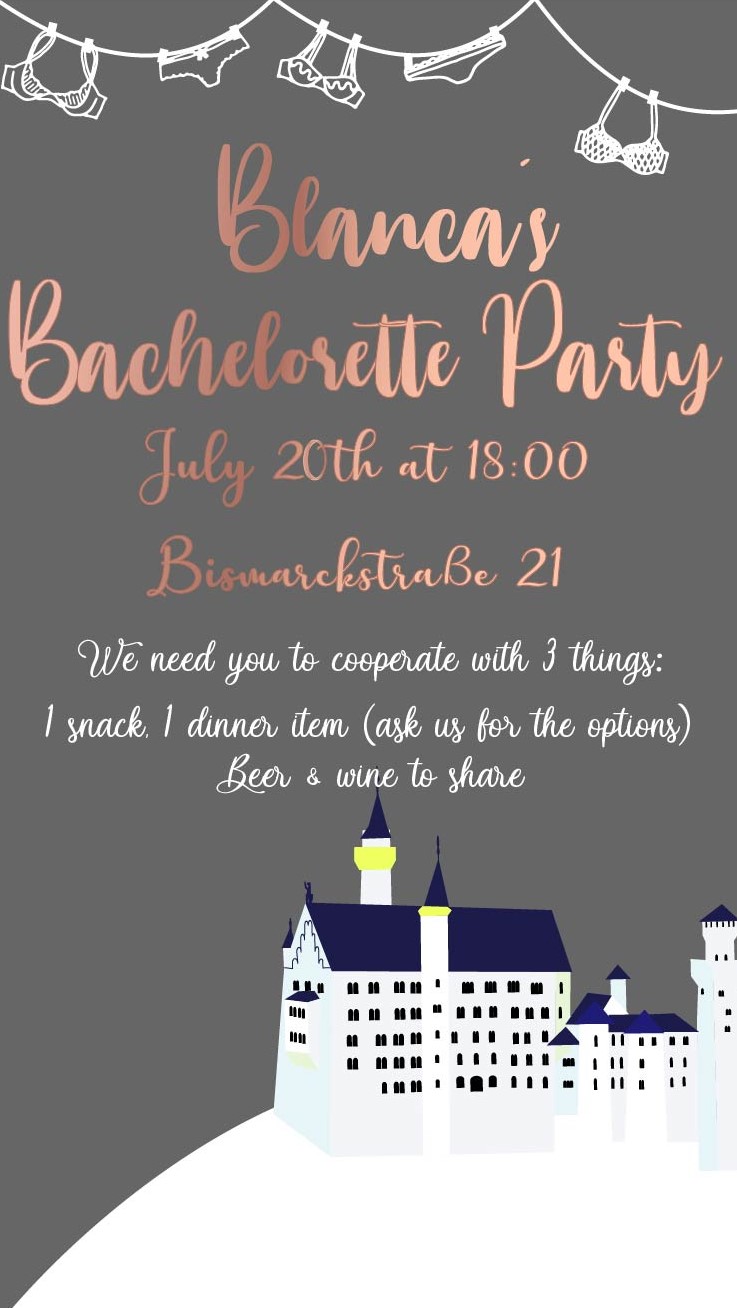 Blanca's
Bachelorette Party
July 20th at 18:00
Bismarckstraße 21
We need you to cooperate with 3 things:
1 snack, 1 dinner item (ask us for the options)
Beer & wine to share